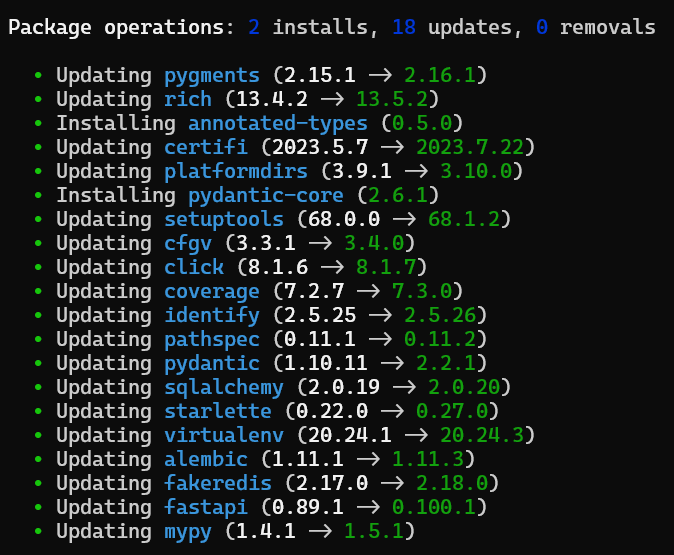 Package operations: 2 installs, 18 updates, 0 removals
• Updating pygments (2.15.1 -> 2.16.1)
• Updating rich (13.4.2 -> 13.5.2)
• Installing annotated-types (0.5.0)
• Updating certifi (2023.5.7 -> 2023.7.22)
• Updating platformdirs (3.9.1 -> 3.10.0)
• Installing pydantic-core (2.6.1)
• Updating setuptools (68.0.0 -> 68.1.2)
• Updating cfgv (3.3.1 -> 3.4.0)
• Updating click (8.1.6 -> 8.1.7)
• Updating coverage (7.2.7 -> 7.3.0)
• Updating identify (2.5.25 -> 2.5.26)
• Updating pathspec (0.11.1 -> 0.11.2)
• Updating pydantic (1.10.11 -> 2.2.1)
• Updating sqlalchemy (2.0.19 -> 2.0.20)
• Updating starlette (0.22.0 -> 0.27.0)
• Updating virtualenv (20.24.1 -> 20.24.3)
• Updating alembic (1.11.1 -> 1.11.3)
• Updating fakeredis (2.17.0 -> 2.18.0)
• Updating fastapi (0.89.1 -> 0.100.1)
• Updating mypy (1.4.1 -> 1.5.1)